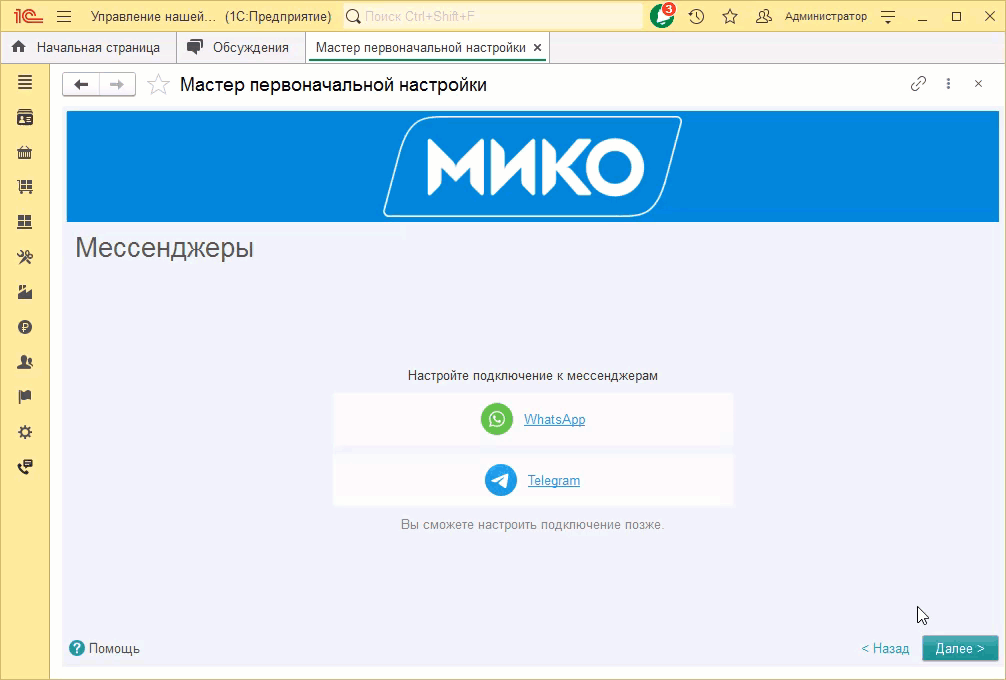 1С Управление нашей... (1С:Предприятие) Поиск Ctrl+Shift+F 3 Администратор
Начальная страница Обсуждения Мастер первоначальной настройки
Мастер первоначальной настройки
МИКО
Мессенджеры
Настройте подключение к мессенджерам
WhatsApp
Telegram
Вы сможете настроить подключение позже.
? Помощь < Назад Далее >